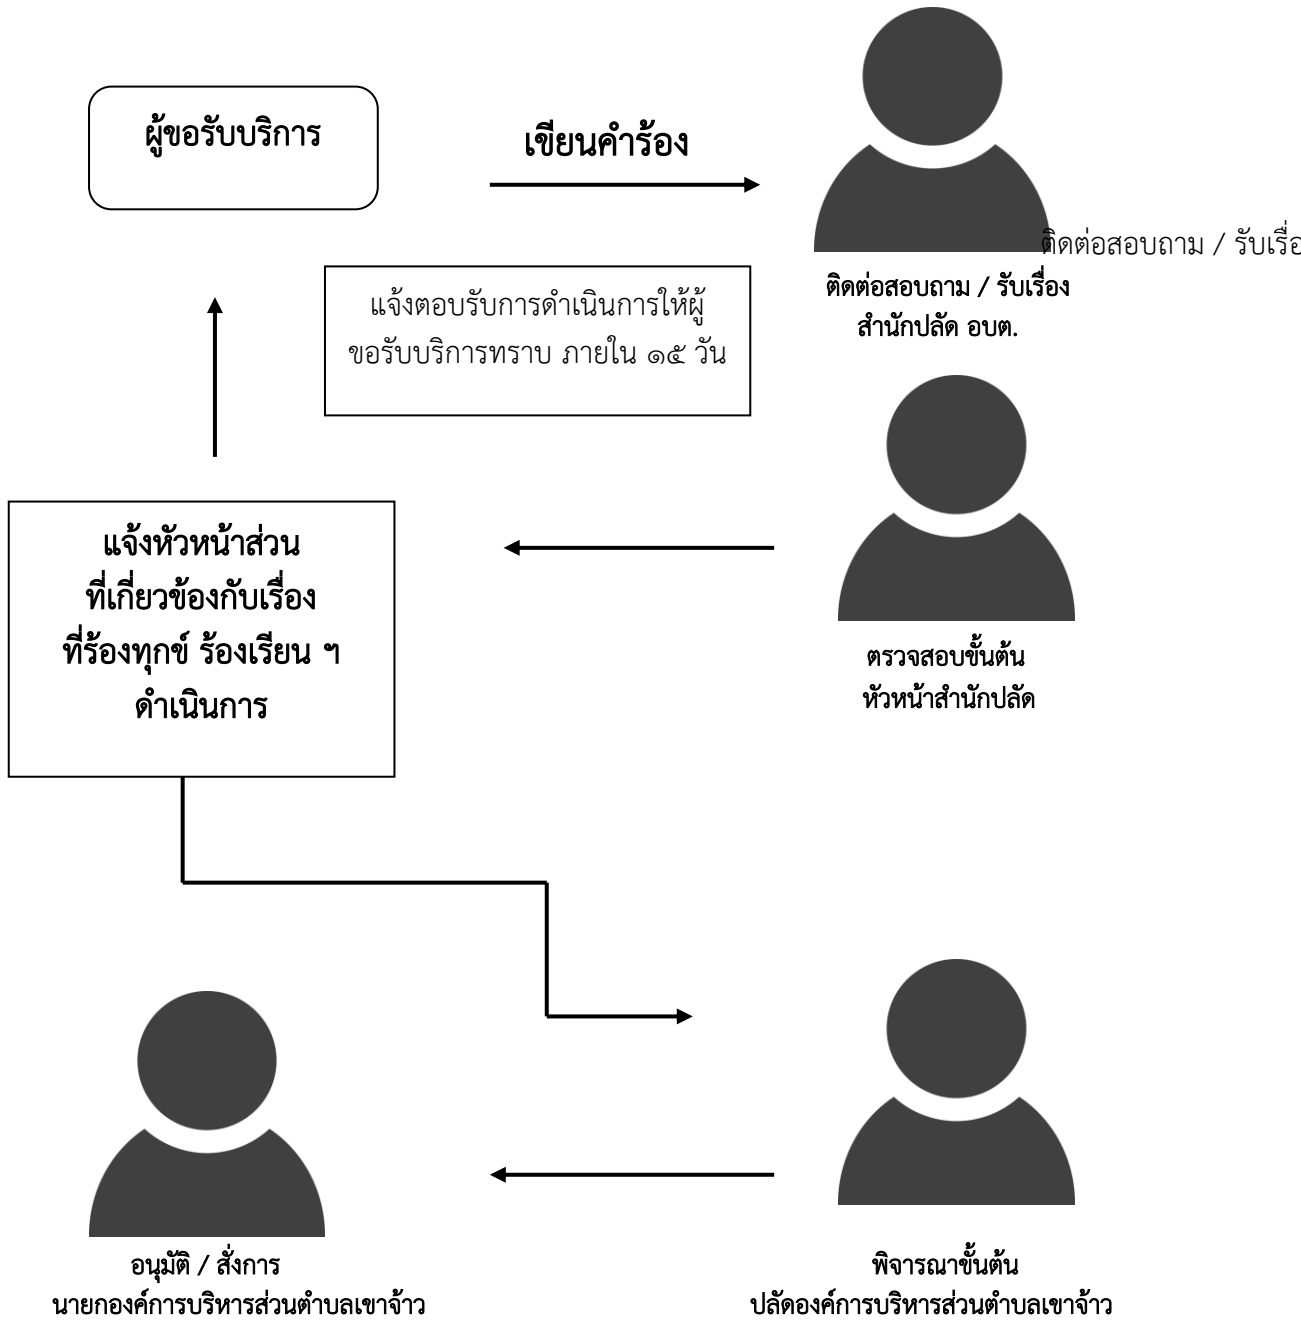 ผู้ขอรับบริการ
เขียนคำร้อง
ติดต่อสอบถาม / รับเรื่อ
ติดต่อสอบถาม / รับเรื่อง
สำนักปลัด อบต.
แจ้งตอบรับการดำเนินการให้ผู้
ขอรับบริการทราบ ภายใน ๑๕ วัน
แจ้งหัวหน้าส่วน
ที่เกี่ยวข้องกับเรื่อง
ที่ร้องทุกข์ ร้องเรียน ฯ
ดำเนินการ
ตรวจสอบขั้นต้น
หัวหน้าสำนักปลัด
อนุมัติ / สั่งการ
นายกองค์การบริหารส่วนตำบลเขาจ้าว
พิจารณาขั้นต้น
ปลัดองค์การบริหารส่วนตำบลเขาจ้าว